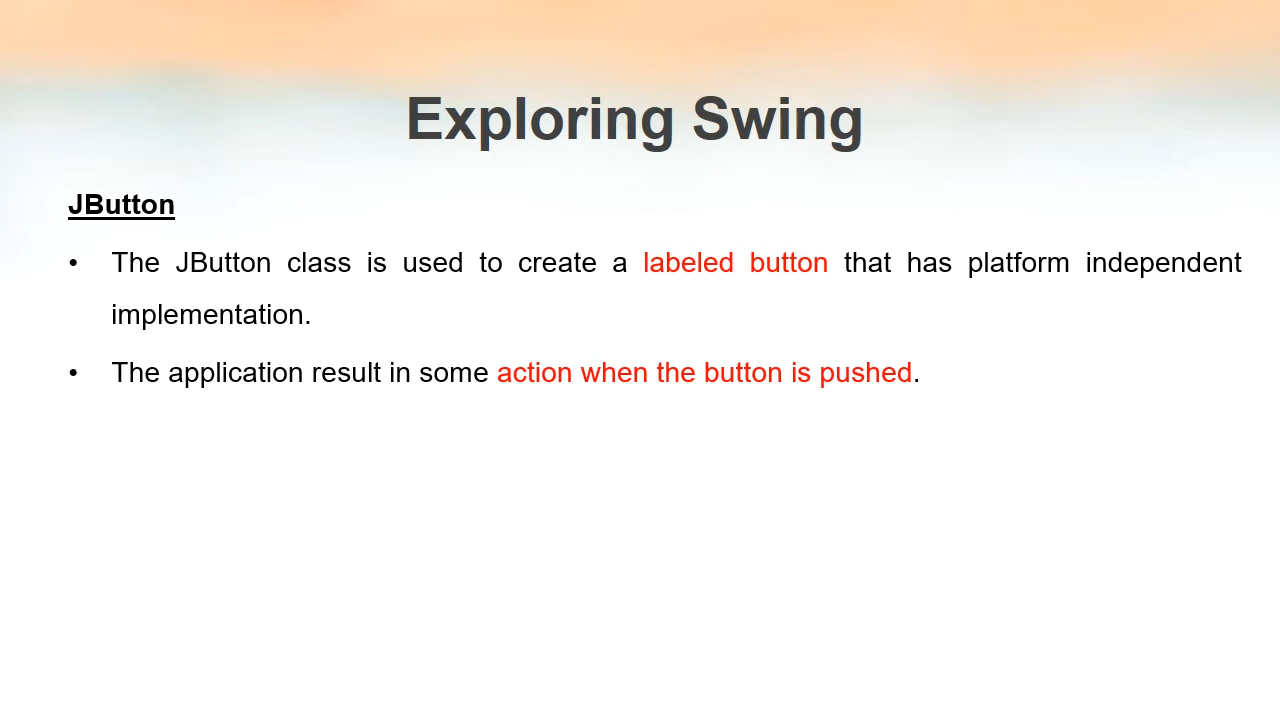 Exploring Swing
JButton
• The JButton class is used to create a labeled button that has platform independent
implementation.
• The application result in some action when the button is pushed.